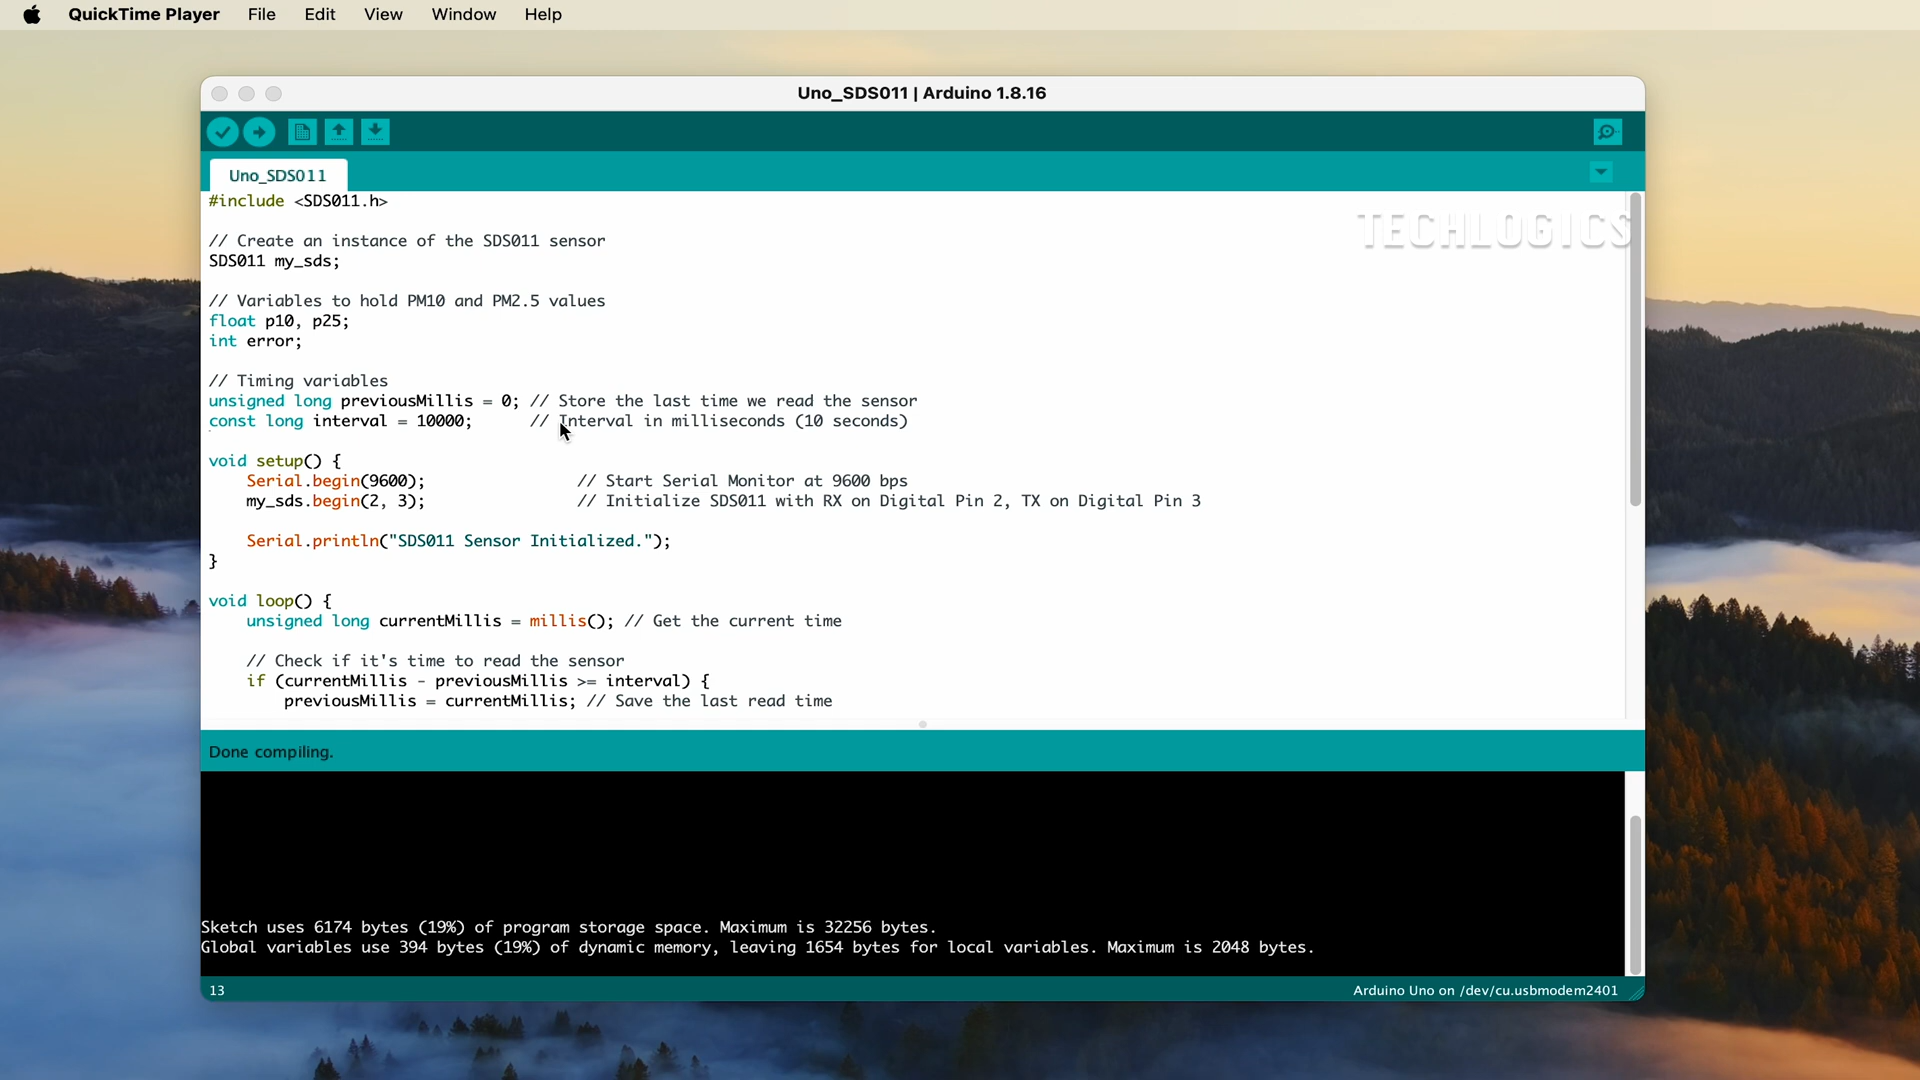 QuickTime Player File Edit View Window Help
Uno_SDS011 | Arduino 1.8.16
Uno_SDS011
#include <SDS011.h>
TECHLOGICS
// Create an instance of the SDS011 sensor
SDS011 my_sds;
// Variables to hold PM10 and PM2.5 values
float p10, p25;
int error;
// Timing variables
unsigned long previousMillis = 0; // Store the last time we read the sensor
const long interval = 10000; // Interval in milliseconds (10 seconds)
void setup() {
Serial.begin(9600); // Start Serial Monitor at 9600 bps
my_sds.begin(2, 3); // Initialize SDS011 with RX on Digital Pin 2, TX on Digital Pin 3
Serial.println("SDS011 Sensor Initialized.");
}
void loop() {
unsigned long currentMillis = millis(); // Get the current time
// Check if it's time to read the sensor
if (currentMillis - previousMillis >= interval) {
previousMillis = currentMillis; // Save the last read time
Done compiling.
Sketch uses 6174 bytes (19%) of program storage space. Maximum is 32256 bytes.
Global variables use 394 bytes (19%) of dynamic memory, leaving 1654 bytes for local variables. Maximum is 2048 bytes.
13 Arduino Uno on /dev/cu.usbmodem2401